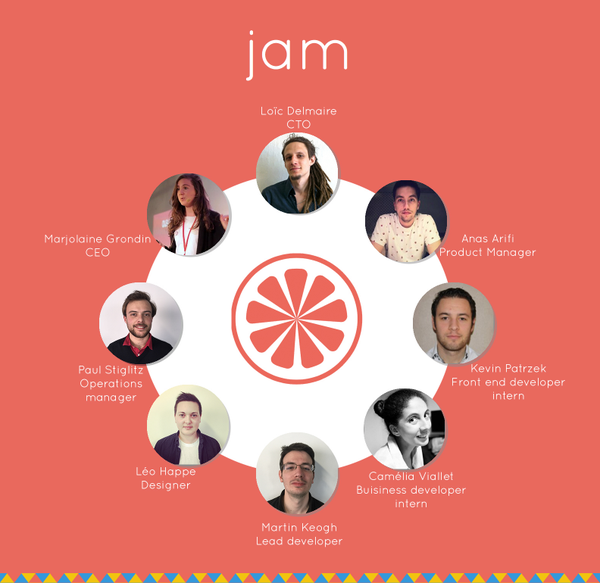 jam
Loïc Delmaire
CTO
Marjolaine Grondin
CEO
Anas Arifi
Product Manager
Paul Stiglitz
Operations
manager
Kevin Patrzek
Front end developer
intern
Léo Happe
Designer
Camélia Viallet
Buisiness developer
intern
Martin Keogh
Lead developer